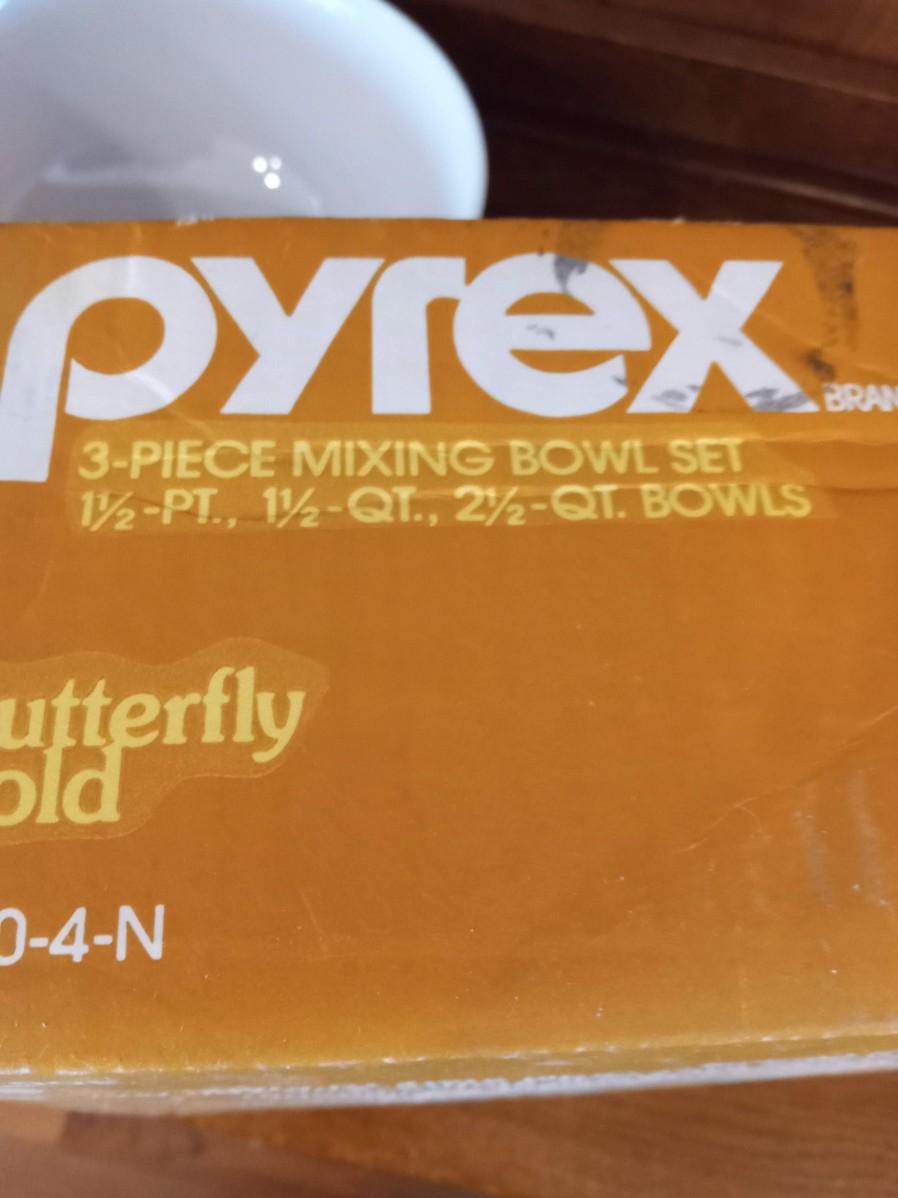 pyrex
BRAN
3-PIECE MIXING BOWL SET
1½-PT., 1½-QT., 2½-QT. BOWLS
utterfly
old
0-4-N